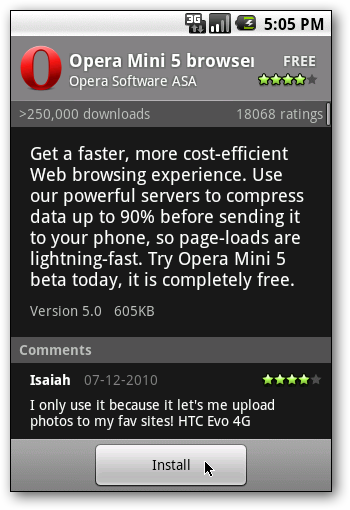 3G
5:05 PM
Opera Mini 5 browser FREE
Opera Software ASA
>250,000 downloads 18068 ratings
Get a faster, more cost-efficient
Web browsing experience. Use
our powerful servers to compress
data up to 90% before sending it
to your phone, so page-loads are
lightning-fast. Try Opera Mini 5
beta today, it is completely free.
Version 5.0 605KB
Comments
Isaiah 07-12-2010
I only use it because it let's me upload
photos to my fav sites! HTC Evo 4G
Install